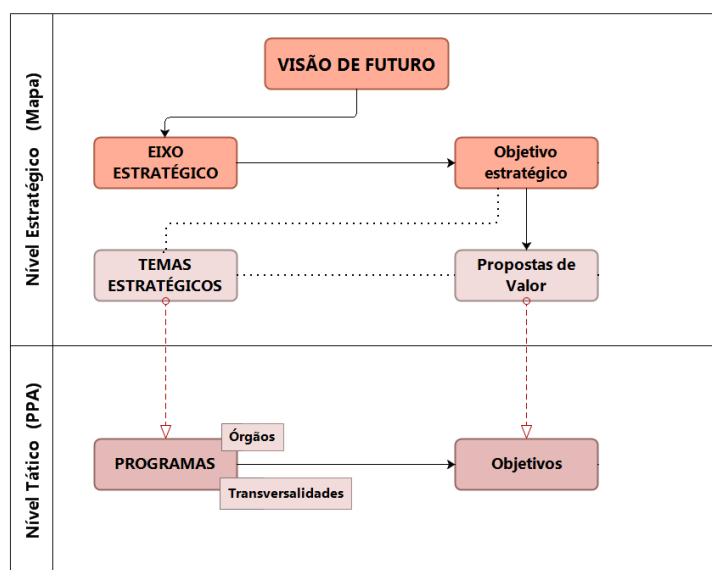 Nível Estratégico (Mapa)
VISÃO DE FUTURO
EIXO
ESTRATÉGICO
Objetivo
estratégico
TEMAS
ESTRATÉGICOS
Propostas de
Valor
Nível Tático (PPA)
Órgãos
PROGRAMAS
Objetivos
Transversalidades